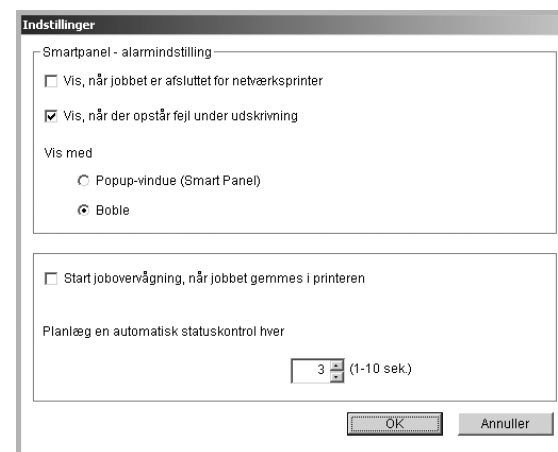 Indstillinger
Smartpanel - alarmindstilling
Vis, når jobbet er afsluttet for netværksprinter
Vis, når der opstår fejl under udskrivning
Vis med
Popup-vindue (Smart Panel)
Boble
Start jobovervågning, når jobbet gemmes i printeren
Planlæg en automatisk statuskontrol hver
3 (1-10 sek.)
OK Annuller